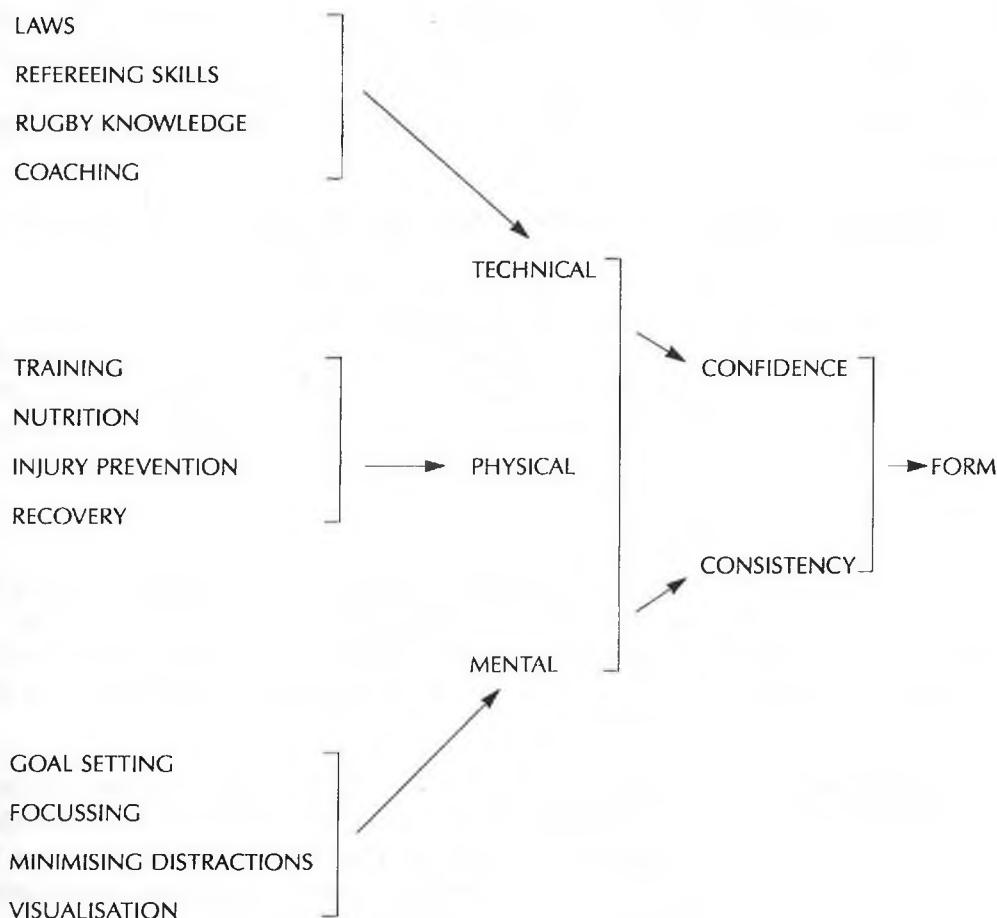 LAWS
REFEREEING SKILLS
RUGBY KNOWLEDGE
COACHING
TECHNICAL
TRAINING
NUTRITION
INJURY PREVENTION
RECOVERY
PHYSICAL
CONFIDENCE
FORM
CONSISTENCY
MENTAL
GOAL SETTING
FOCUSSING
MINIMISING DISTRACTIONS
VISUALISATION